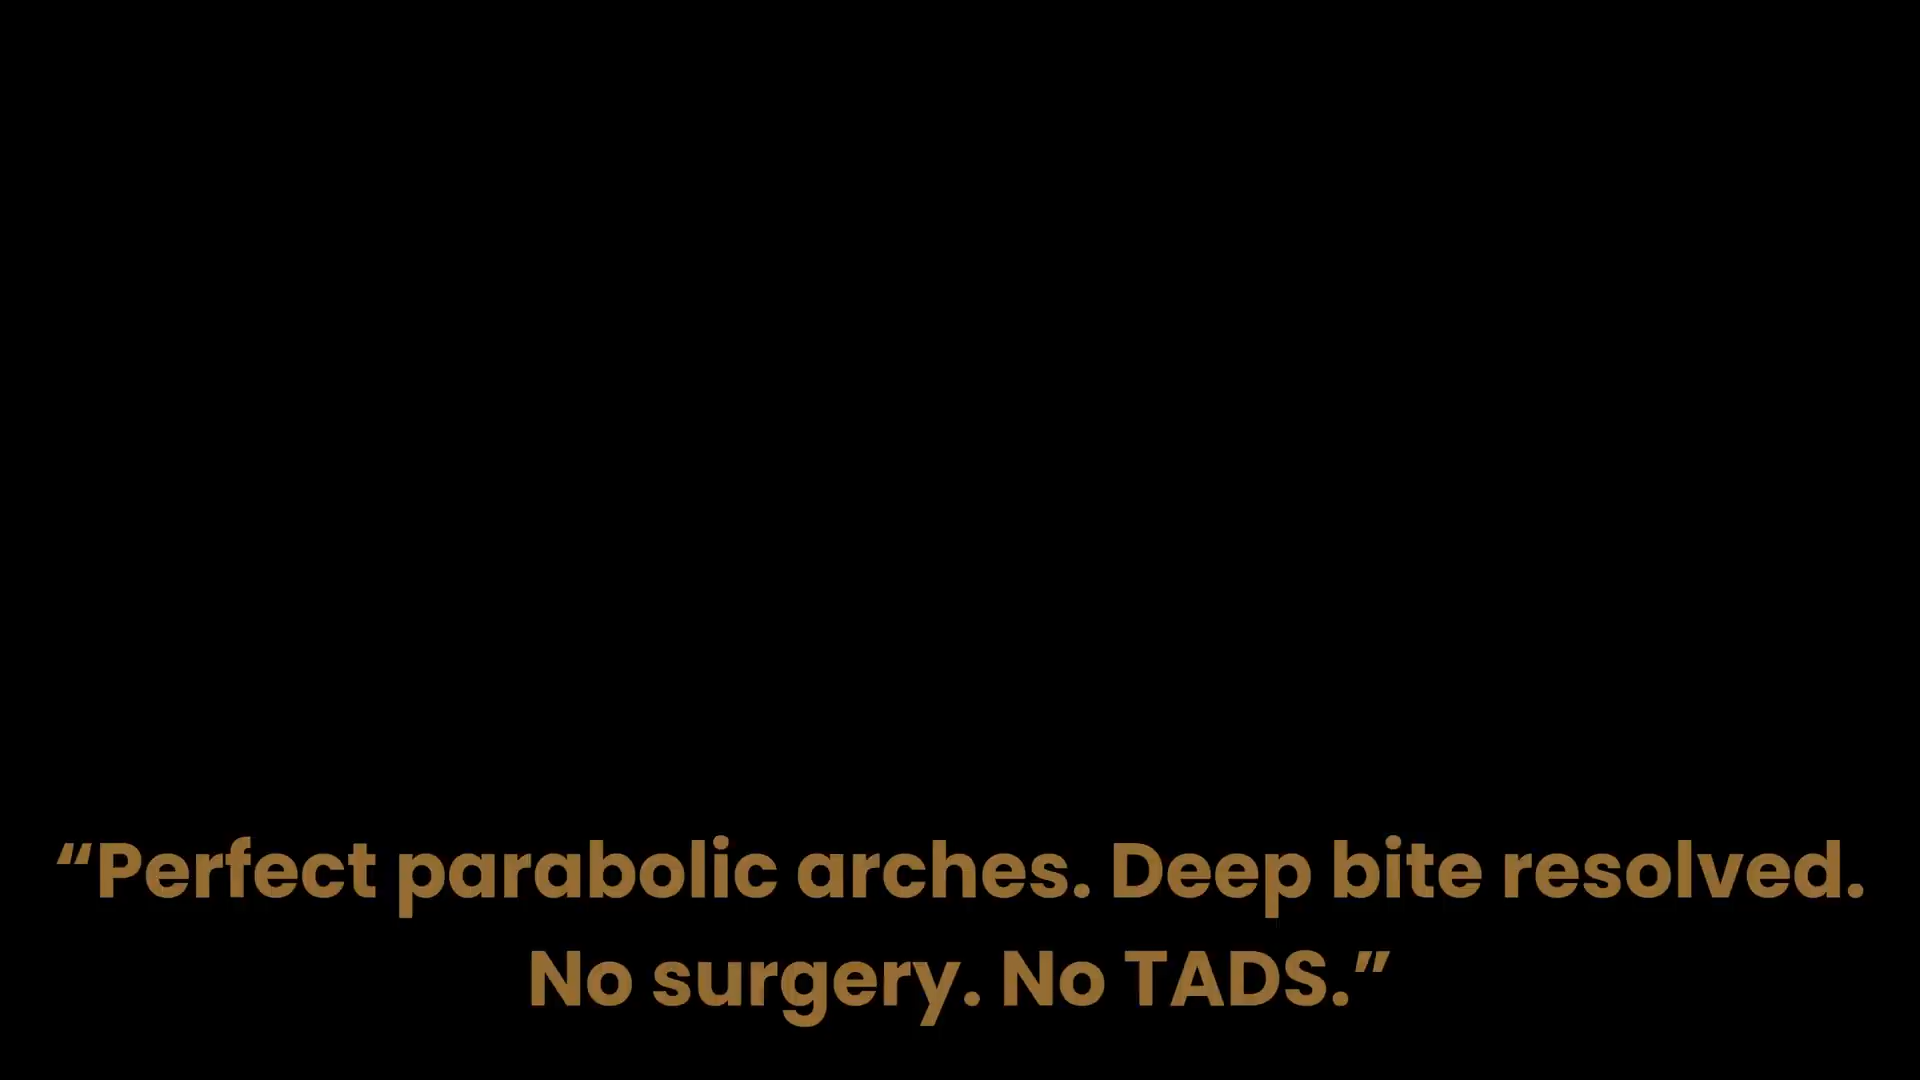 “Perfect parabolic arches. Deep bite resolved.
No surgery. No TADS.”